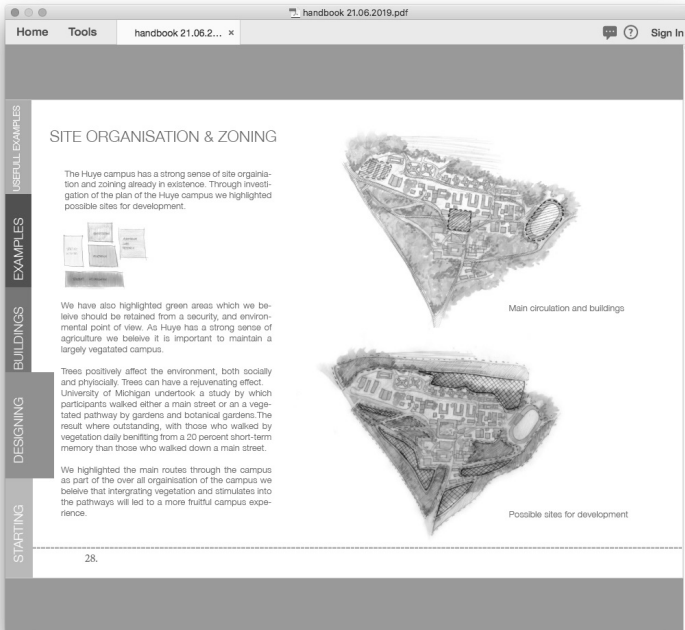 handbook 21.06.2019.pdf
Home Tools handbook 21.06.2... × ? Sign In
USEFULL EXAMPLES
EXAMPLES
BUILDINGS
DESIGNING
STARTING
SITE ORGANISATION & ZONING
The Huye campus has a strong sense of site orgainia-
tion and zoining already in existence. Through investi-
gation of the plan of the Huye campus we highlighted
possible sites for development.
We have also highlighted green areas which we be-
leive should be retained from a security, and environ-
mental point of view. As Huye has a strong sense of
agriculture we beleive it is important to maintain a
largely vegatated campus.
Trees positively affect the environment, both socially
and phyiscially. Trees can have a rejuvenating effect.
University of Michigan undertook a study by which
participants walked either a main street or an a vege-
tated pathway by gardens and botanical gardens.The
result where outstanding, with those who walked by
vegetation daily benifiting from a 20 percent short-term
memory than those who walked down a main street.
We highlighted the main routes through the campus
as part of the over all orgainisation of the campus we
beleive that intergrating vegetation and stimulates into
the pathways will led to a more fruitful campus expe-
rience.
Main circulation and buildings
Possible sites for development
28.